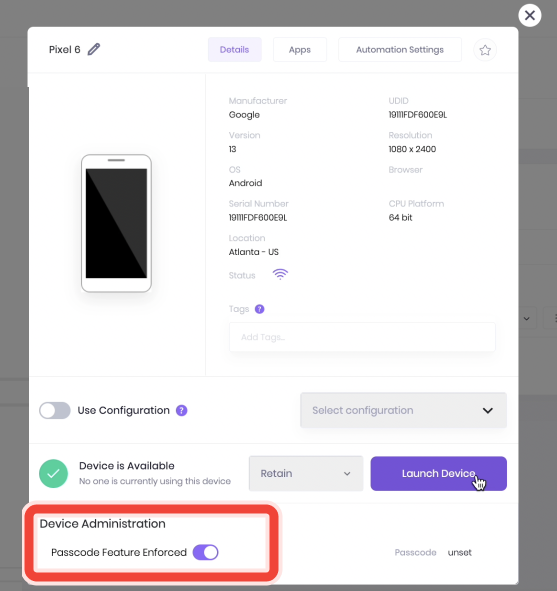 Pixel 6
Details
Apps
Automation Settings
Manufacturer
Google
UDID
19111FDF600E9L
Version
13
Resolution
1080 x 2400
OS
Android
Browser
Serial Number
19111FDF600E9L
CPU Platform
64 bit
Location
Atlanta - US
Status
Tags ?
Add Tags...
Use Configuration ?
Select configuration
Device is Available
No one is currently using this device
Retain
Launch Device
Device Administration
Passcode Feature Enforced
Passcode unset